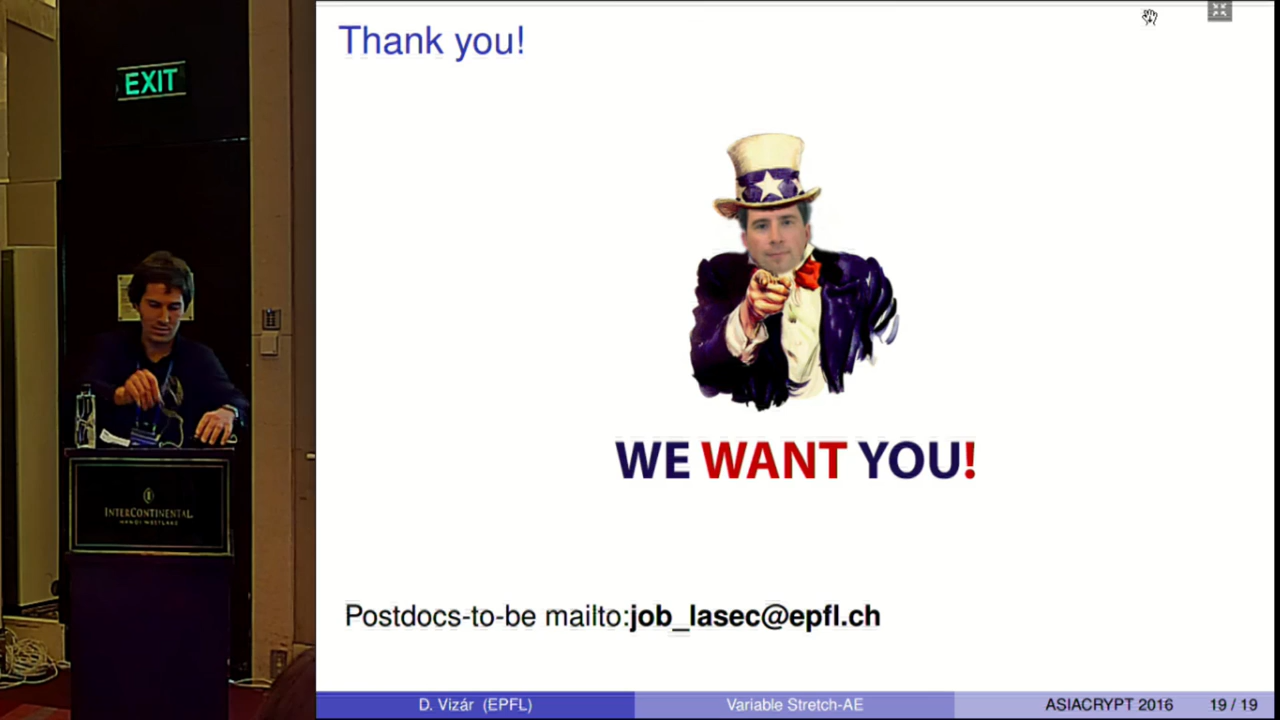 EXIT
INTERCONTINENTAL
HANOI WESTLAKE
Thank you!
WE WANT YOU!
Postdocs-to-be mailto:job_lasec@epfl.ch
D. Vizár (EPFL) Variable Stretch-AE ASIACRYPT 2016 19 / 19